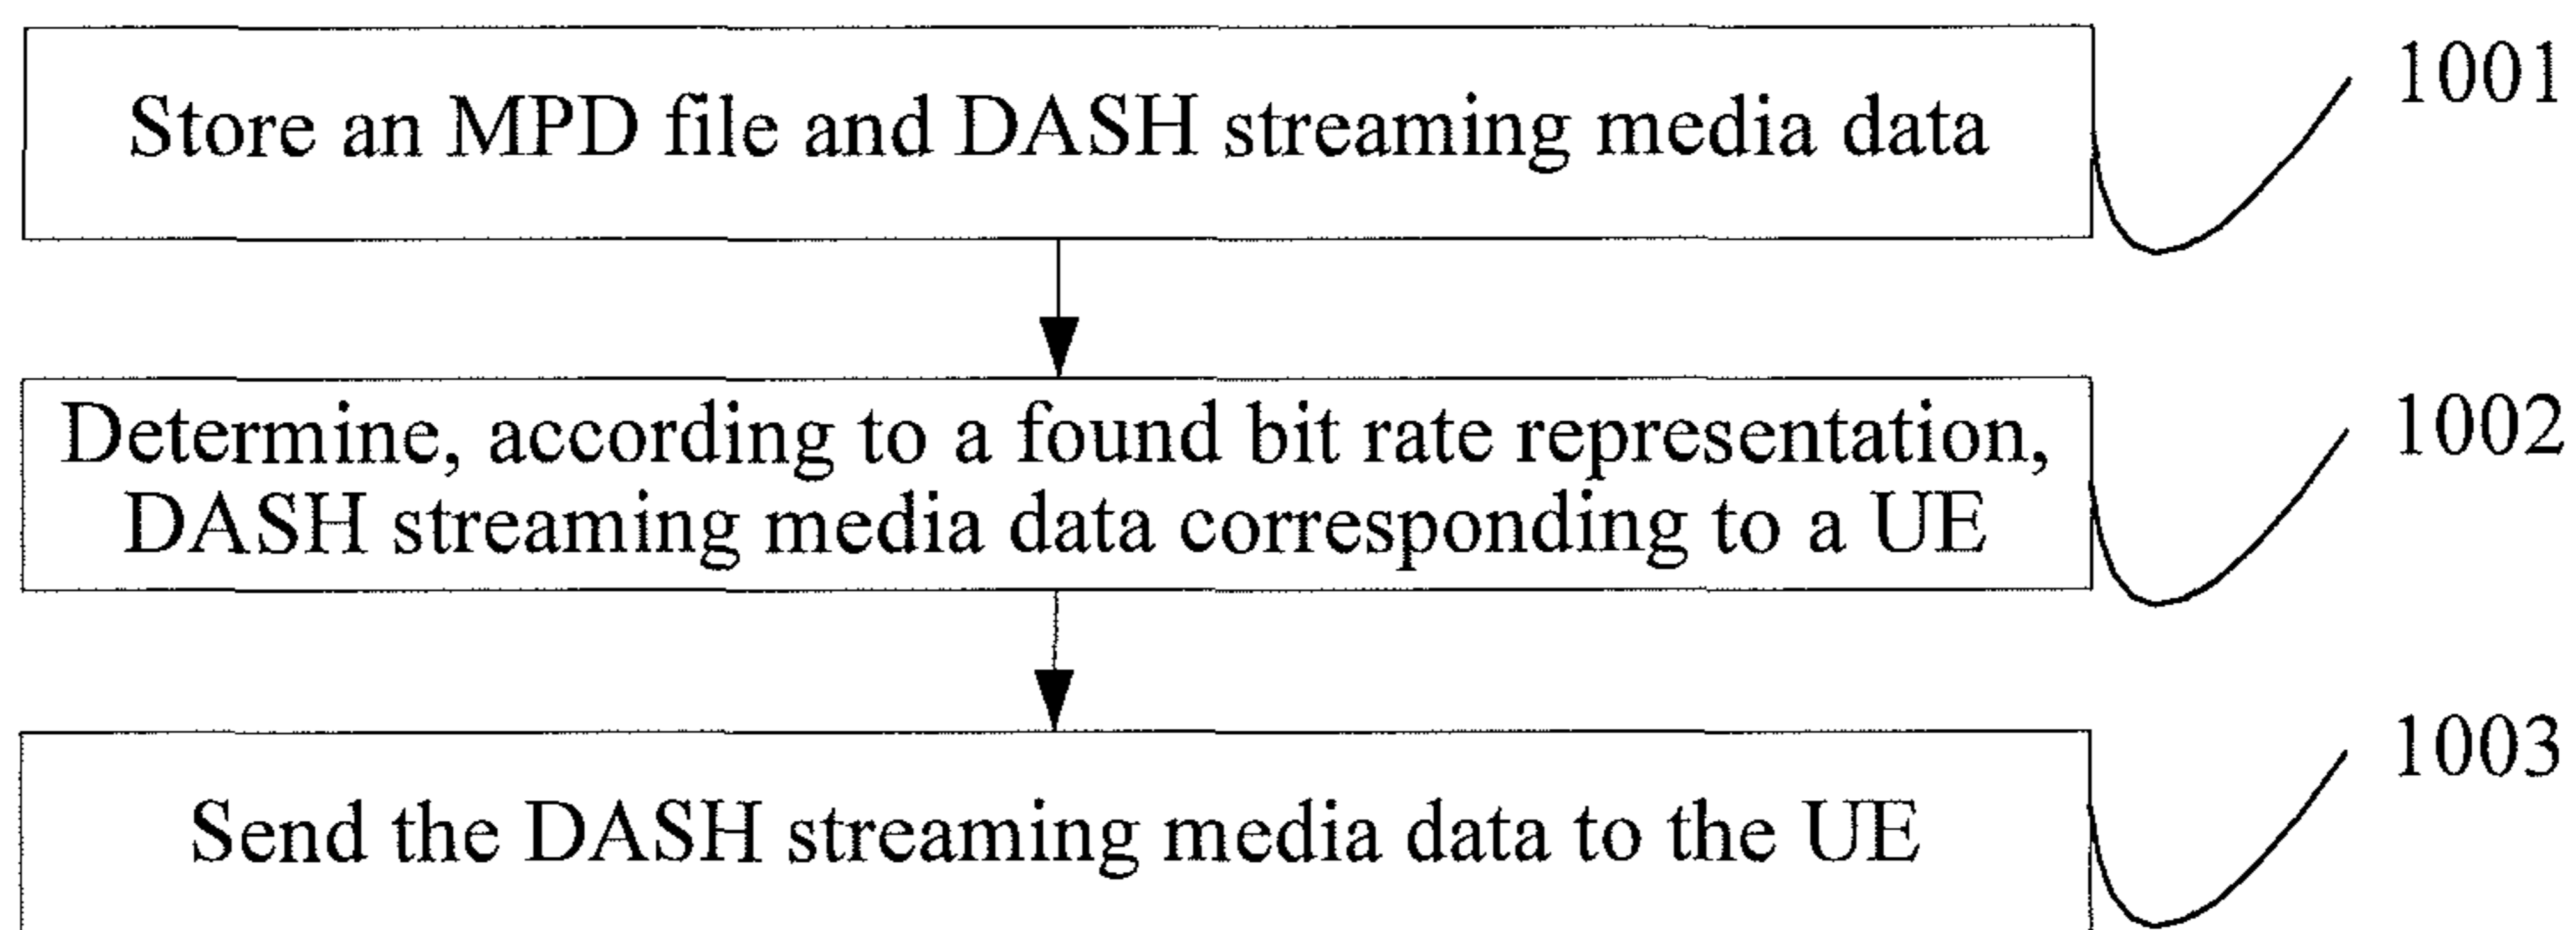 Store an MPD file and DASH streaming media data
1001
Determine, according to a found bit rate representation,
DASH streaming media data corresponding to a UE
1002
Send the DASH streaming media data to the UE
1003